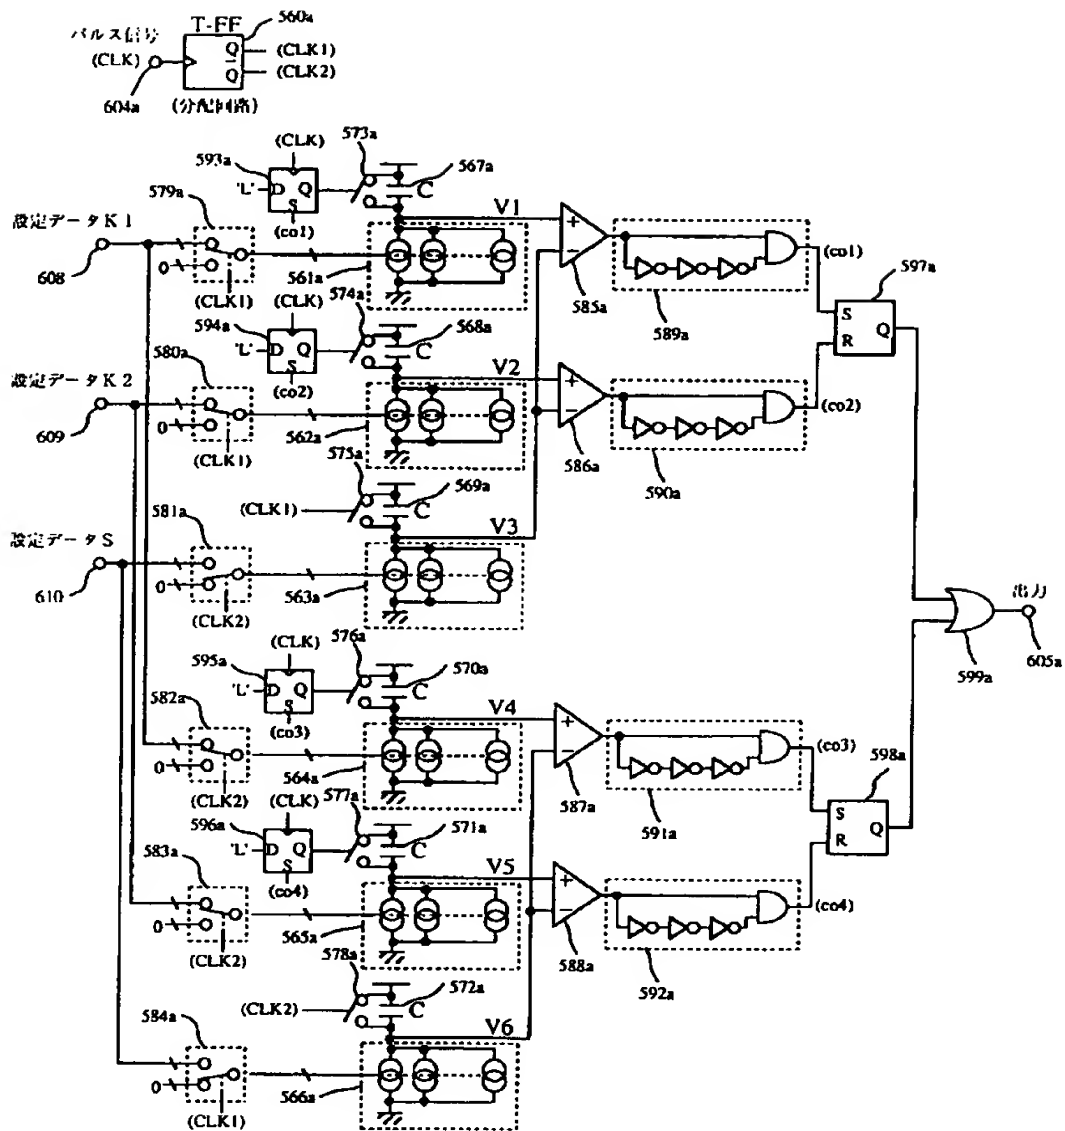 T-FF
560a
パルス信号
(CLK)
Q
(CLK1)
Q
(CLK2)
604a
(分配回路)
(CLK)
573a
593a
567a
'L'
D
Q
S
C
579a
(co1)
V1
設定データK1
608
0
(CLK1)
561a
+
−
585a
589a
(co1)
597a
S
R
Q
(CLK)
574a
594a
568a
'L'
D
Q
S
C
580a
(co2)
V2
設定データK2
609
0
(CLK1)
562a
+
−
586a
590a
(co2)
575a
569a
(CLK1)
C
581a
V3
設定データS
610
0
(CLK2)
563a
出力
605a
599a
(CLK)
576a
595a
570a
'L'
D
Q
S
C
582a
(co3)
V4
0
(CLK2)
564a
+
−
587a
591a
(co3)
598a
S
R
Q
(CLK)
577a
596a
571a
'L'
D
Q
S
C
583a
(co4)
V5
0
(CLK2)
565a
+
−
588a
592a
(co4)
578a
572a
(CLK2)
C
584a
V6
0
(CLK1)
566a